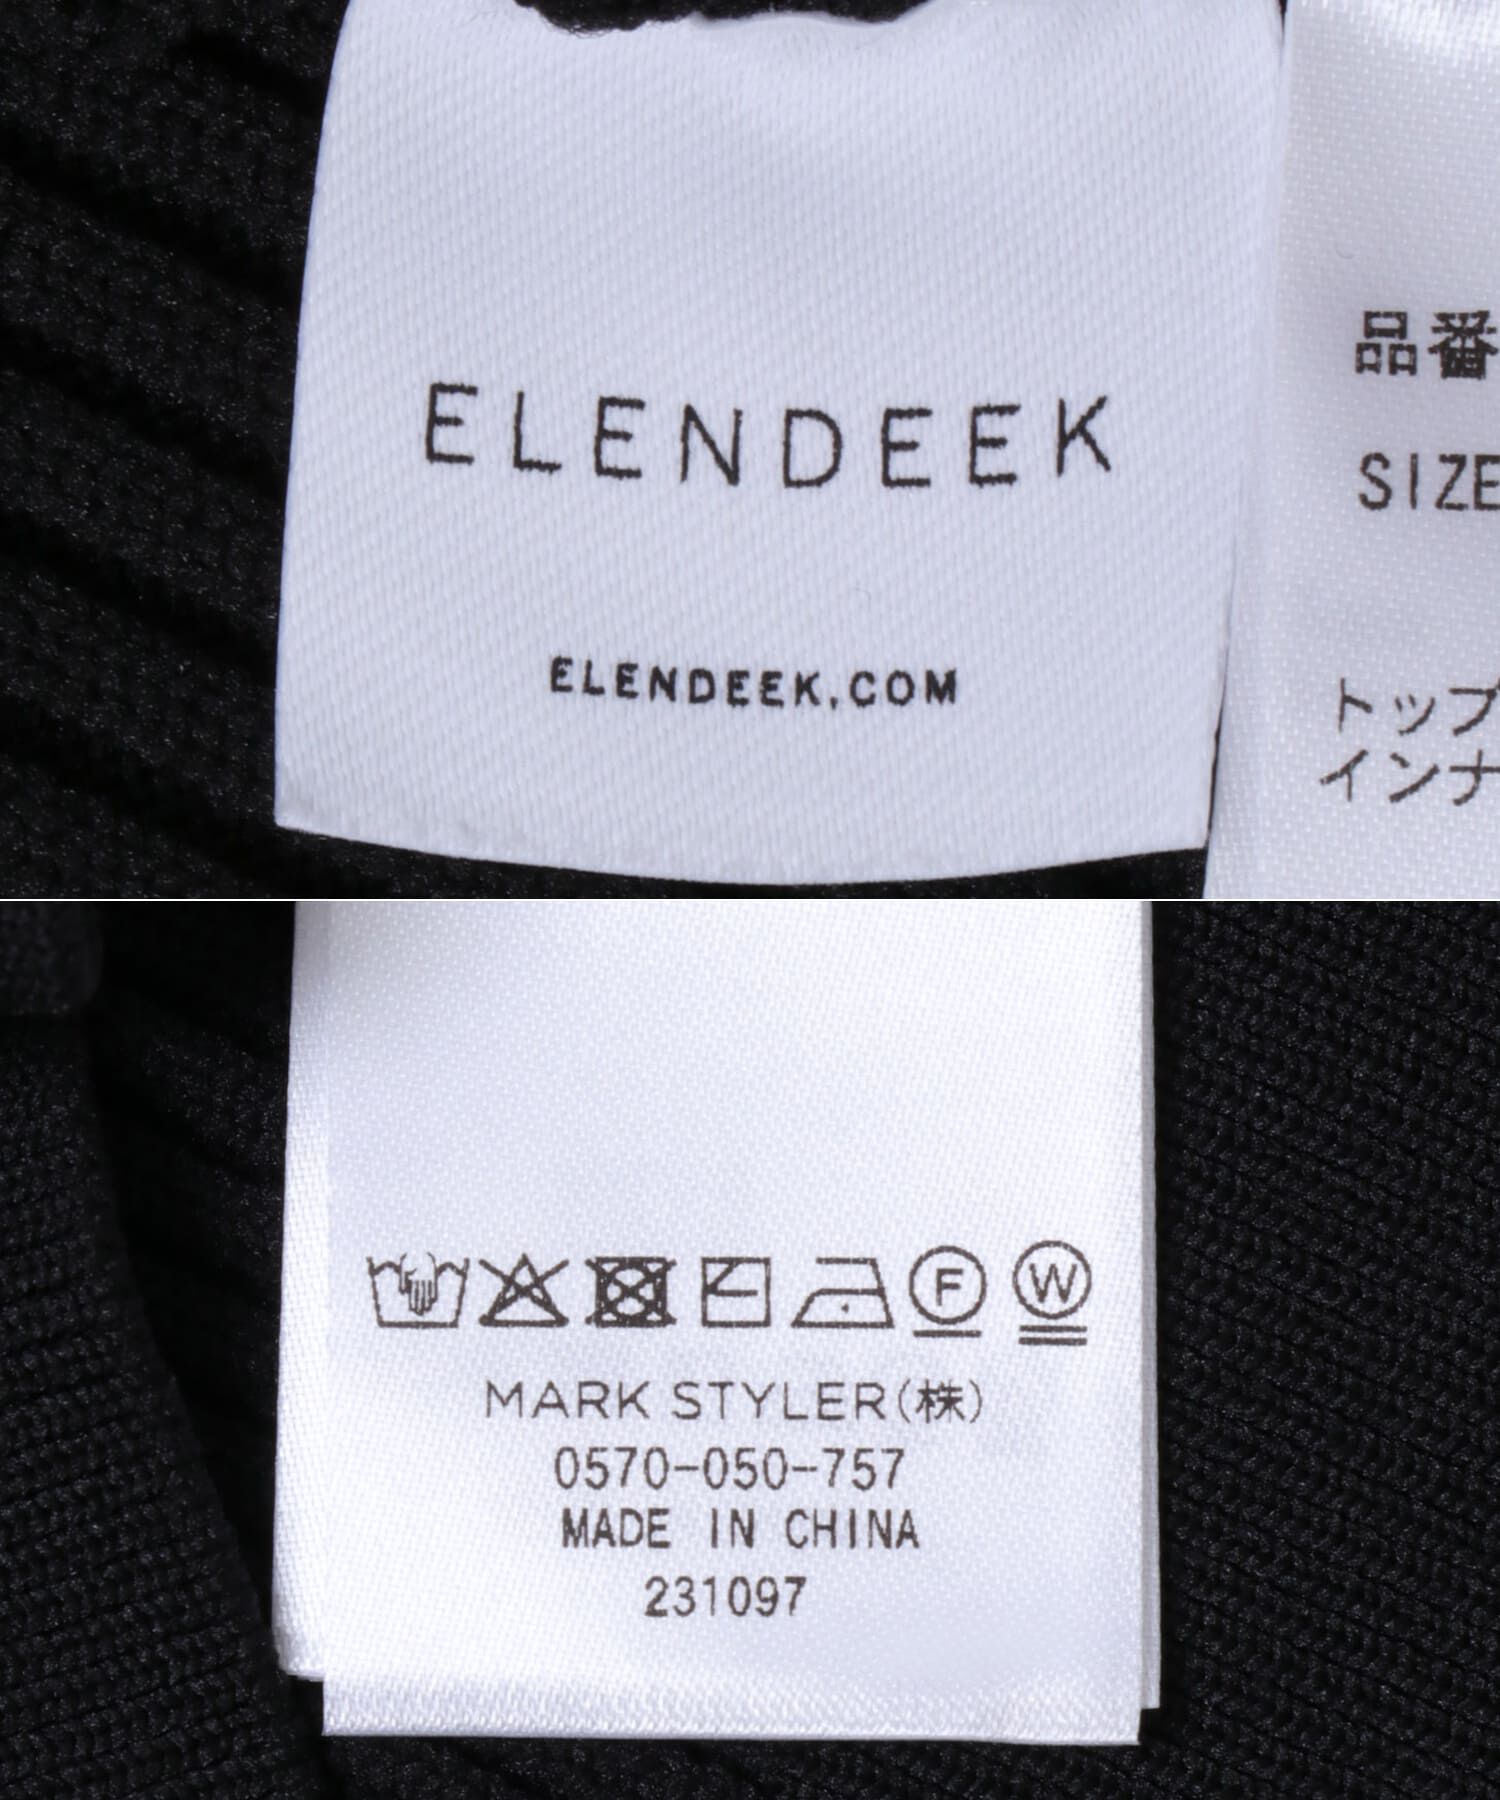 ELENDEEK
ELENDEEK.COM
品番
SIZE
トップ
インナ
F W
MARK STYLER(株)
0570-050-757
MADE IN CHINA
231097